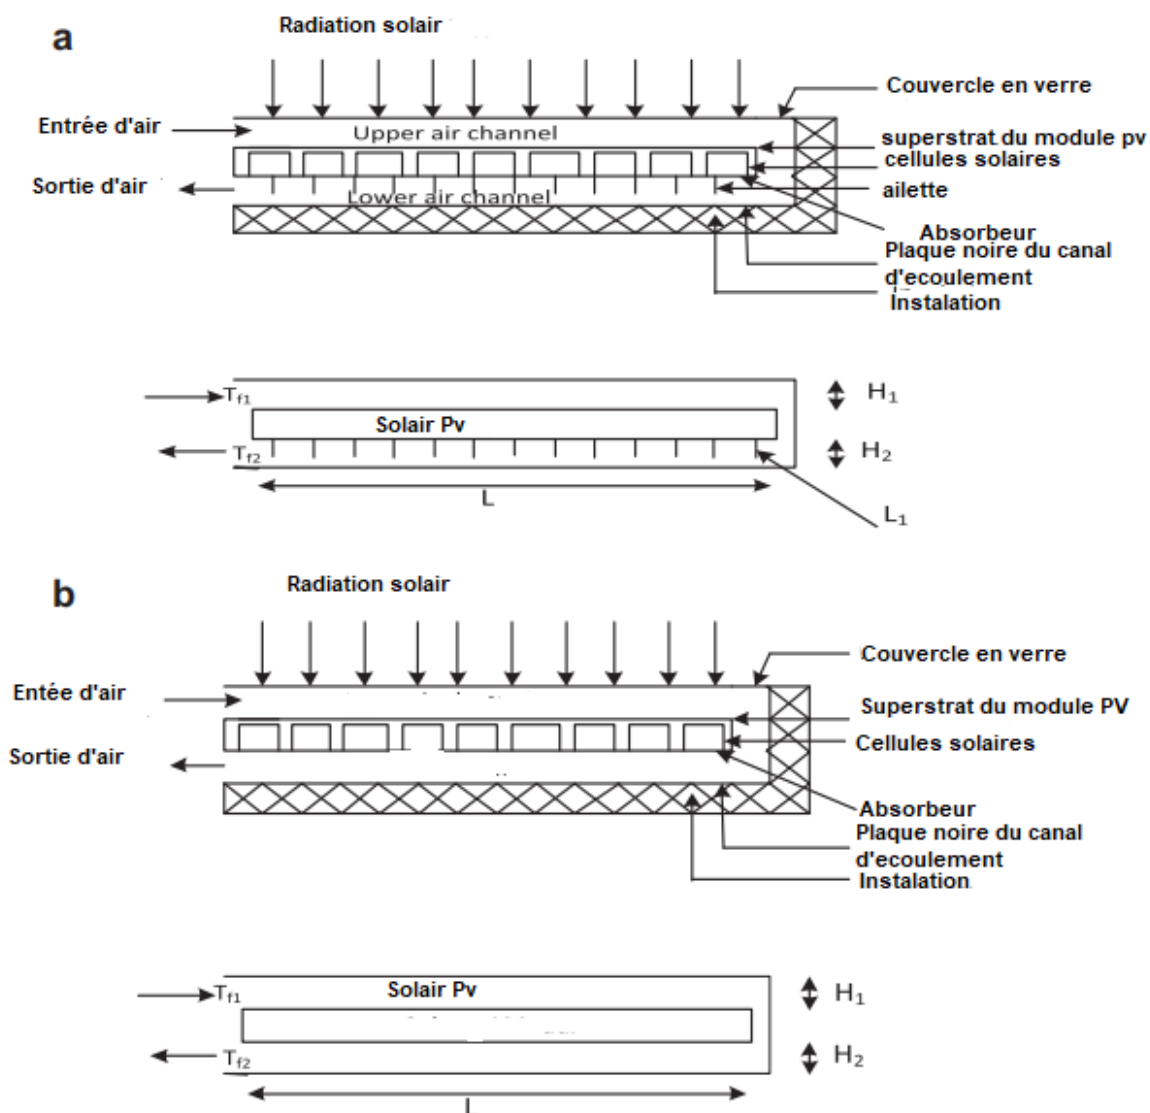 a
Radiation solair
Couvercle en verre
Entrée d'air
Upper air channel
superstrat du module pv
cellules solaires
Sortie d'air
ailette
Lower air channel
Absorbeur
Plaque noire du canal
d'ecoulement
Instalation
Tf1
H1
Solair Pv
Tf2
H2
L
L1
b
Radiation solair
Couvercle en verre
Entée d'air
Superstrat du module PV
Cellules solaires
Sortie d'air
Absorbeur
Plaque noire du canal
d'ecoulement
Instalation
Tf1
Solair Pv
H1
Tf2
H2
L